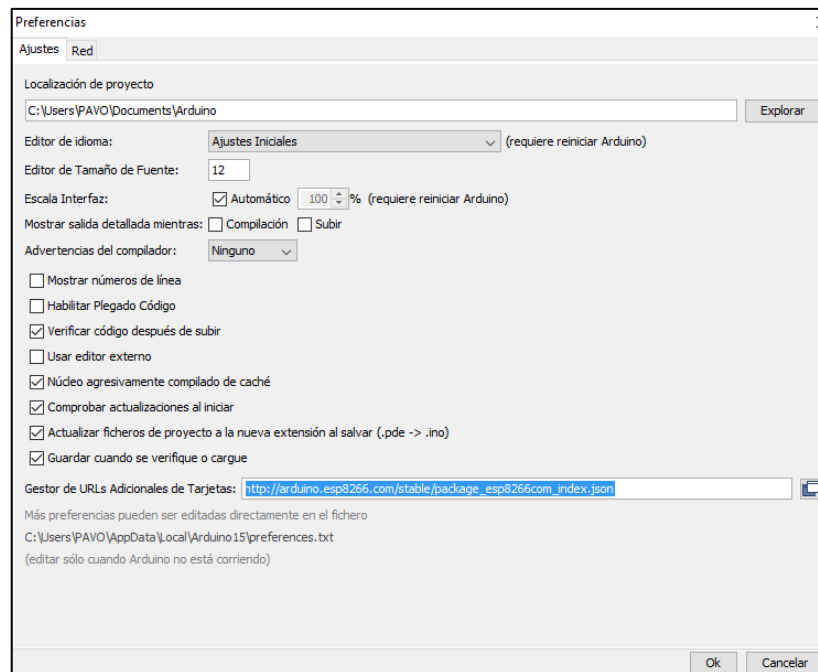 Preferencias
Ajustes Red
Localización de proyecto
C:\Users\PAVO\Documents\Arduino Explorar
Editor de idioma: Ajustes Iniciales (requiere reiniciar Arduino)
Editor de Tamaño de Fuente: 12
Escala Interfaz: Automático 100 % (requiere reiniciar Arduino)
Mostrar salida detallada mientras: Compilación Subir
Advertencias del compilador: Ninguno
Mostrar números de línea
Habilitar Plegado Código
Verificar código después de subir
Usar editor externo
Núcleo agresivamente compilado de caché
Comprobar actualizaciones al iniciar
Actualizar ficheros de proyecto a la nueva extensión al salvar (.pde -> .ino)
Guardar cuando se verifique o cargue
Gestor de URLs Adicionales de Tarjetas: http://arduino.esp8266.com/stable/package_esp8266com_index.json
Más preferencias pueden ser editadas directamente en el fichero
C:\Users\PAVO\AppData\Local\Arduino15\preferences.txt
(editar sólo cuando Arduino no está corriendo)
Ok Cancelar